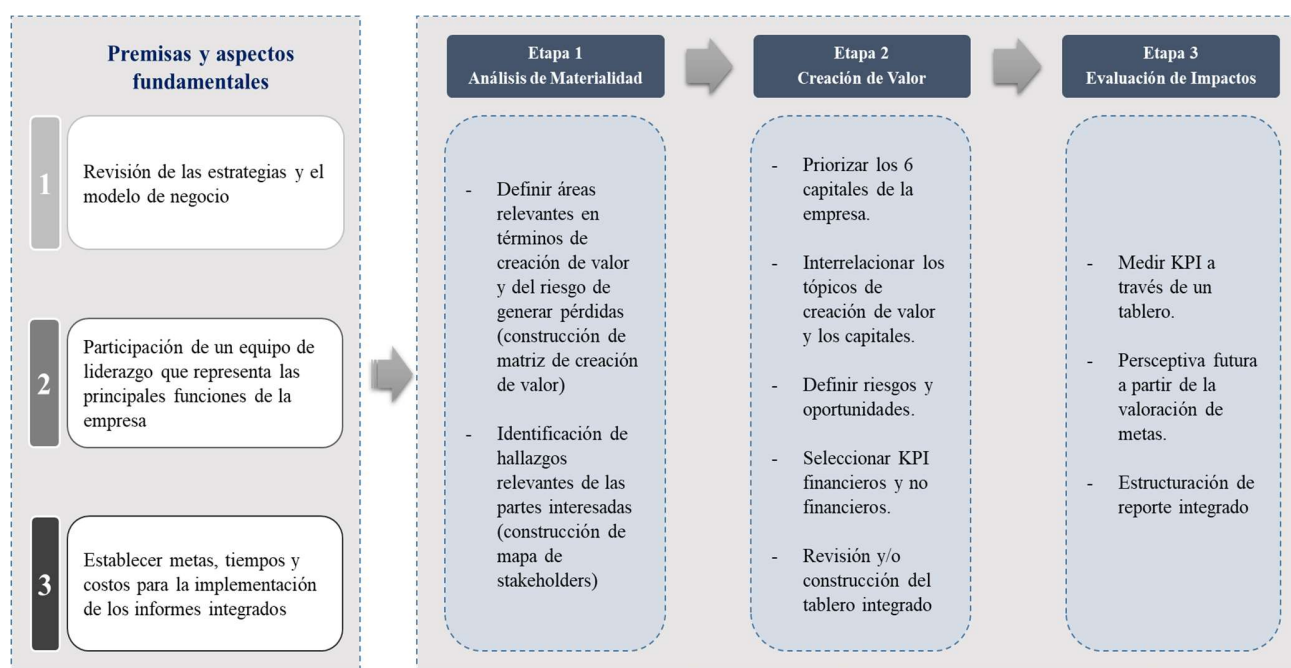 Premisas y aspectos
fundamentales
1
Revisión de las estrategias y el
modelo de negocio
2
Participación de un equipo de
liderazgo que representa las
principales funciones de la
empresa
3
Establecer metas, tiempos y
costos para la implementación
de los informes integrados
Etapa 1
Análisis de Materialidad
- Definir áreas
relevantes en
términos de
creación de valor
y del riesgo de
generar pérdidas
(construcción de
matriz de creación
de valor)
- Identificación de
hallazgos
relevantes de las
partes interesadas
(construcción de
mapa de
stakeholders)
Etapa 2
Creación de Valor
- Priorizar los 6
capitales de la
empresa.
- Interrelacionar los
tópicos de
creación de valor
y los capitales.
- Definir riesgos y
oportunidades.
- Seleccionar KPI
financieros y no
financieros.
- Revisión y/o
construcción del
tablero integrado
Etapa 3
Evaluación de Impactos
- Medir KPI a
través de un
tablero.
- Persceptiva futura
a partir de la
valoración de
metas.
- Estructuración de
reporte integrado